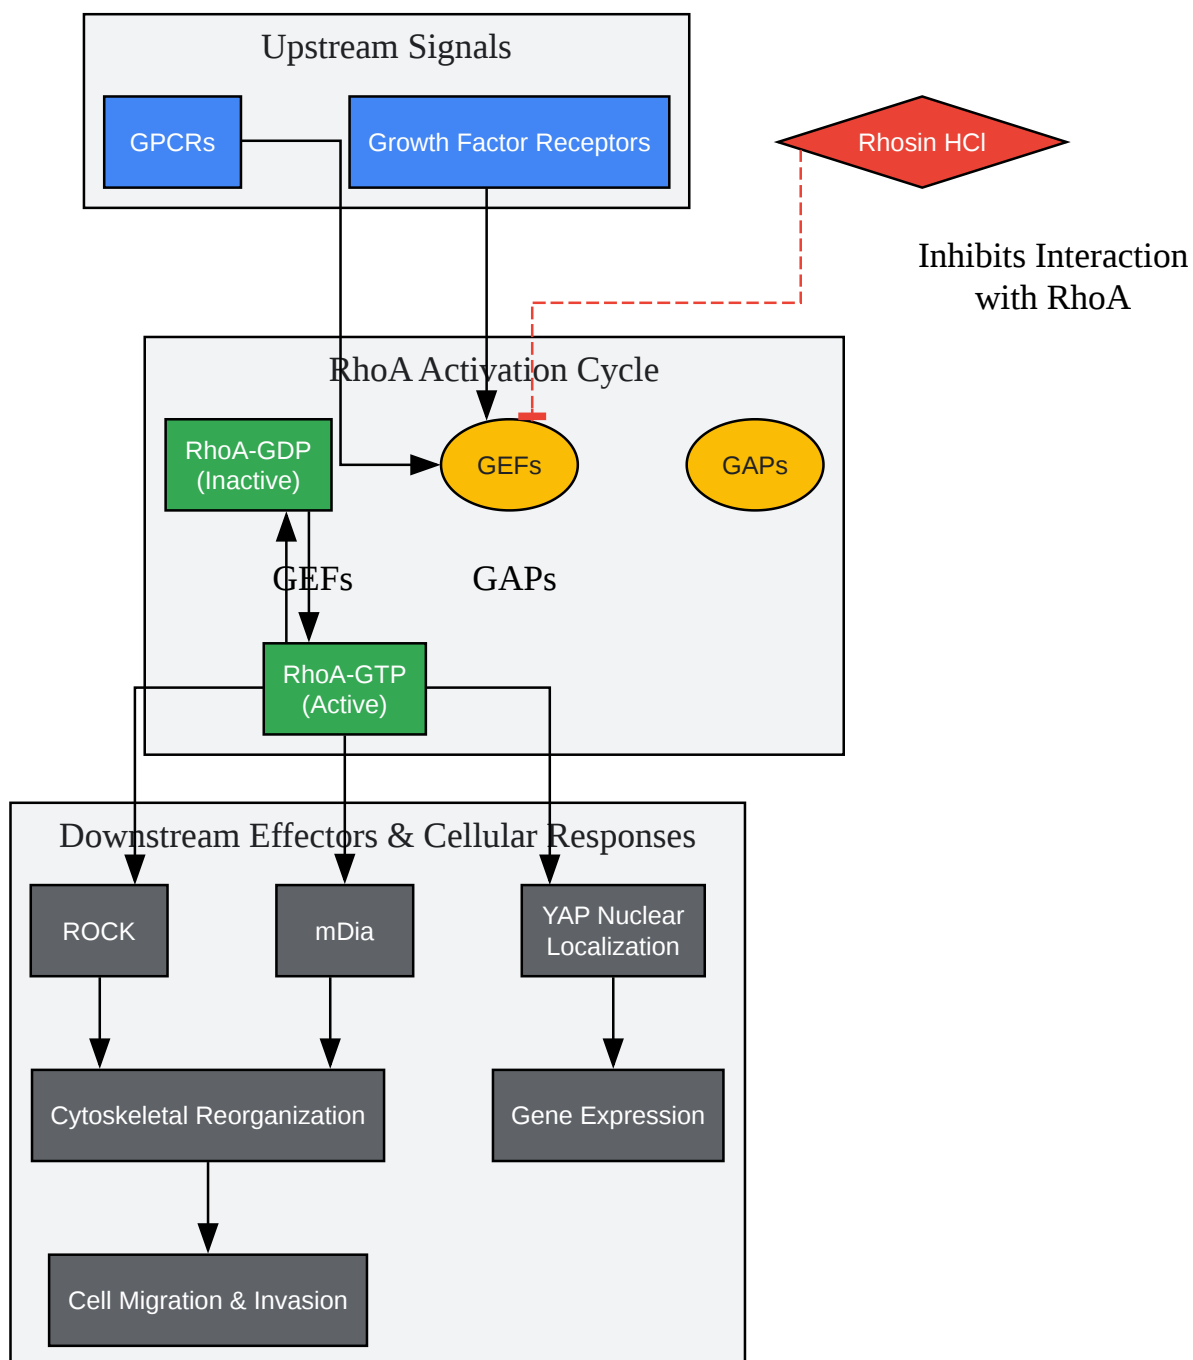 Upstream Signals
GPCRs
Growth Factor Receptors
Rhosin HCl
Inhibits Interaction
with RhoA
RhoA Activation Cycle
RhoA-GDP
(Inactive)
GEFs
GAPs
GEFs
GAPs
RhoA-GTP
(Active)
Downstream Effectors & Cellular Responses
ROCK
mDia
YAP Nuclear
Localization
Cytoskeletal Reorganization
Gene Expression
Cell Migration & Invasion